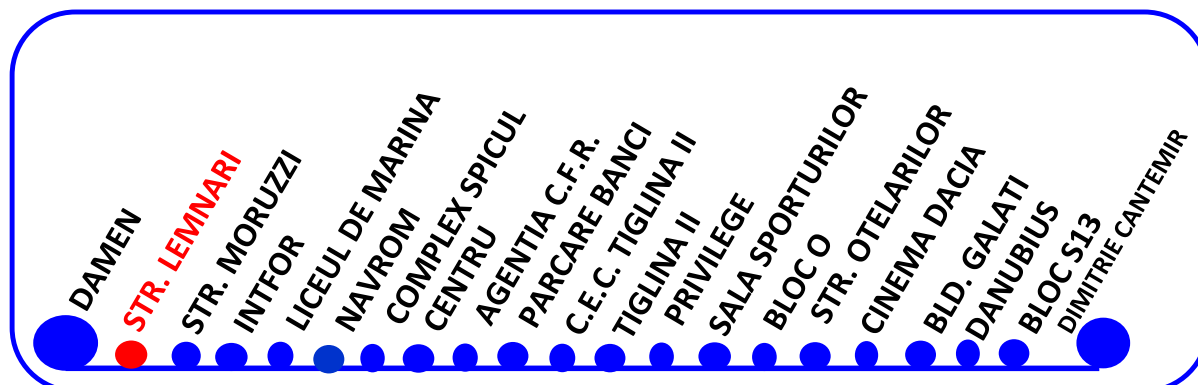 DAMEN
STR. LEMNARI
STR. MORUZZI
INTFOR
LICEUL DE MARINA
NAVROM
COMPLEX SPICUL
CENTRU
AGENTIA C.F.R.
PARCARE BANCI
C.E.C. TIGLINA II
TIGLINA II
PRIVILEGE
SALA SPORTURILOR
BLOC O
STR. OTELARILOR
CINEMA DACIA
BLD. GALATI
DANUBIUS
BLOC S13
DIMITRIE CANTEMIR